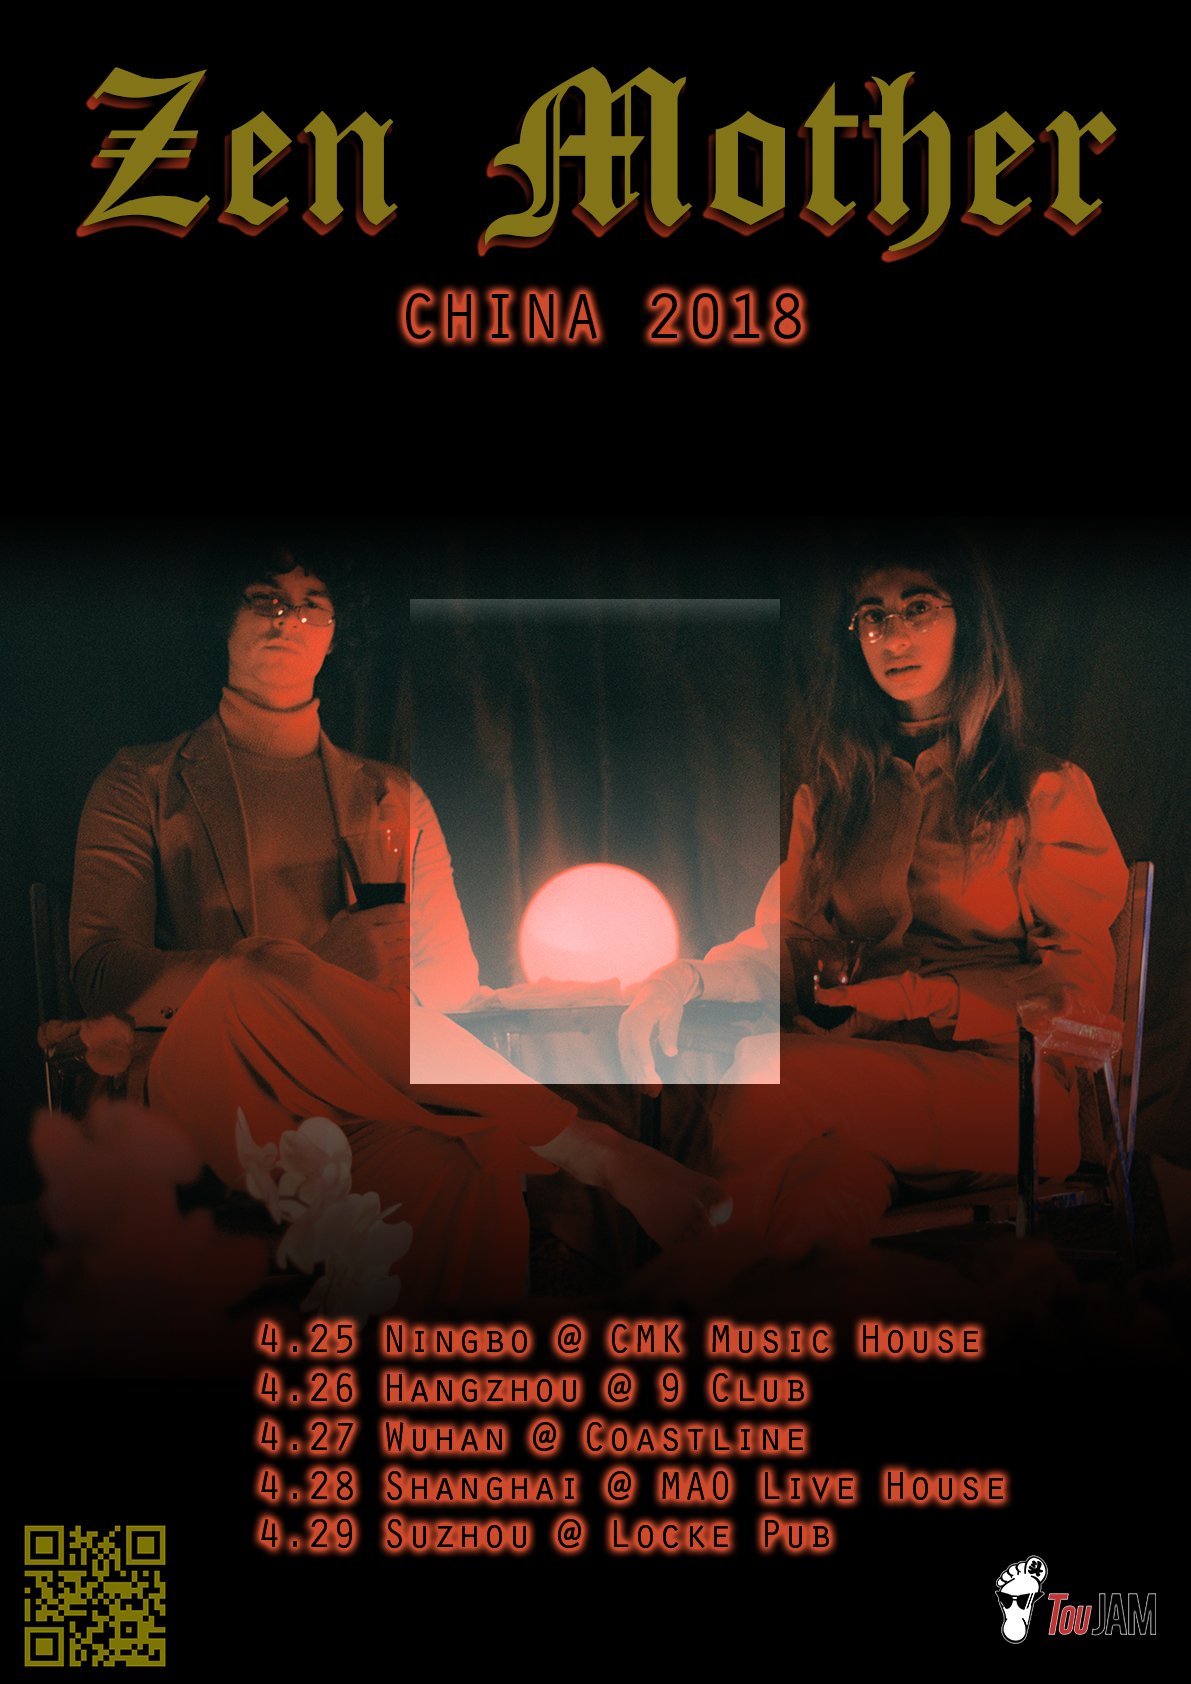 Zen Mother
CHINA 2018
4.25 Ningbo @ CMK Music House
4.26 Hangzhou @ 9 Club
4.27 Wuhan @ Coastline
4.28 Shanghai @ MAO Live House
4.29 Suzhou @ Locke Pub
TouJAM